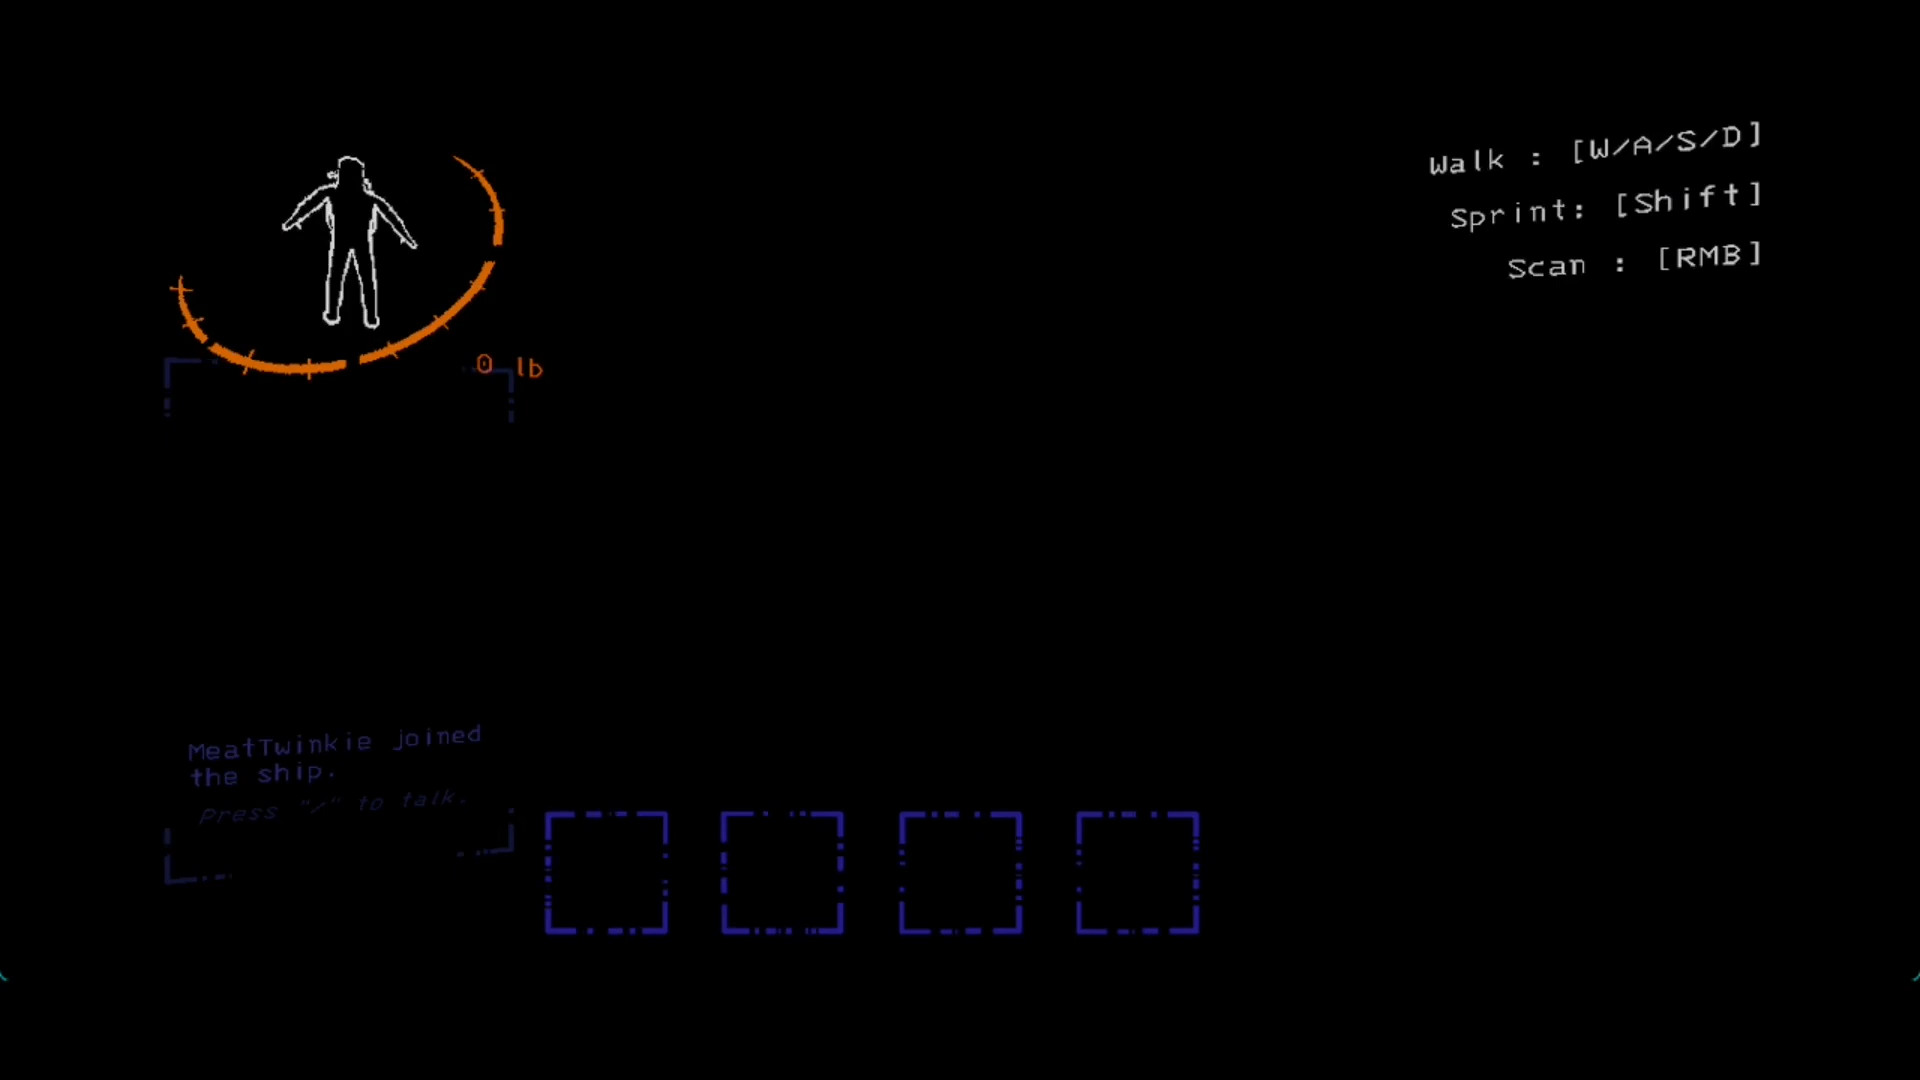 Walk : [W/A/S/D]
Sprint: [Shift]
Scan : [RMB]
0 lb
MeatTwinkie joined
the ship.
Press "/" to talk.